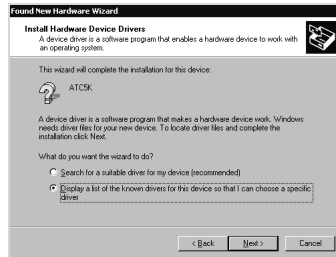 Found New Hardware Wizard
Install Hardware Device Drivers
A device driver is a software program that enables a hardware device to work with
an operating system.
This wizard will complete the installation for this device:
ATC5K
A device driver is a software program that makes a hardware device work. Windows
needs driver files for your new device. To locate driver files and complete the
installation click Next.
What do you want the wizard to do?
Search for a suitable driver for my device (recommended)
Display a list of the known drivers for this device so that I can choose a specific
driver
< Back
Next >
Cancel